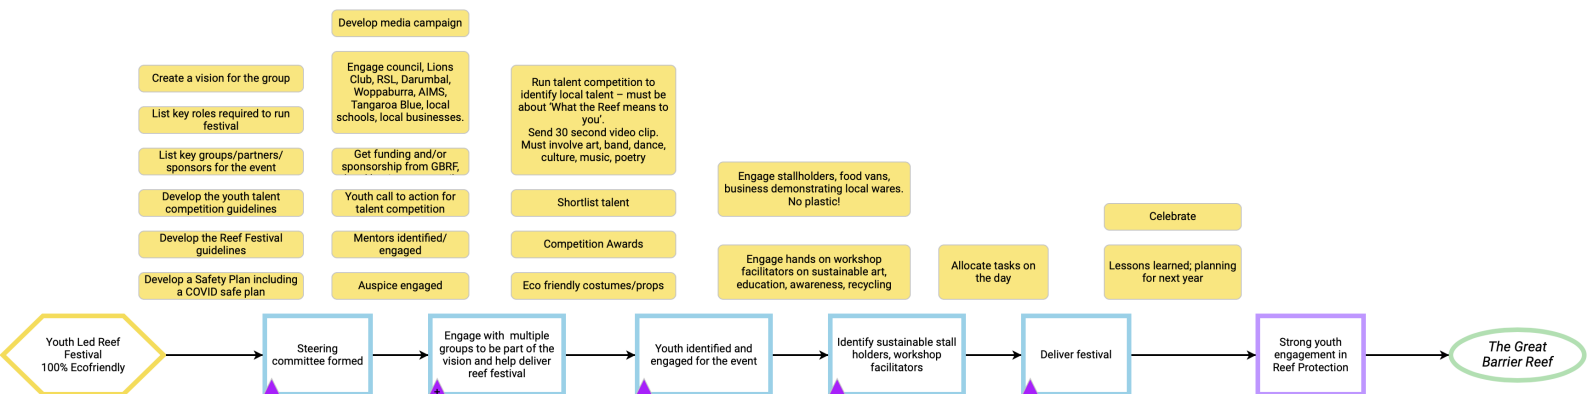 Create a vision for the group
List key roles required to run
festival
List key groups/partners/
sponsors for the event
Develop the youth talent
competition guidelines
Develop the Reef Festival
guidelines
Develop a Safety Plan including
a COVID safe plan
Develop media campaign
Engage council, Lions
Club, RSL, Darumbal,
Woppaburra, AIMS,
Tangaroa Blue, local
schools, local businesses.
Get funding and/or
sponsorship from GBRF,
Youth call to action for
talent competition
Mentors identified/
engaged
Auspice engaged
Run talent competition to
identify local talent – must be
about 'What the Reef means to
you'.
Send 30 second video clip.
Must involve art, band, dance,
culture, music, poetry
Shortlist talent
Competition Awards
Eco friendly costumes/props
Engage stallholders, food vans,
business demonstrating local wares.
No plastic!
Engage hands on workshop
facilitators on sustainable art,
education, awareness, recycling
Allocate tasks on
the day
Celebrate
Lessons learned; planning
for next year
Youth Led Reef
Festival
100% Ecofriendly
Steering
committee formed
Engage with multiple
groups to be part of the
vision and help deliver
reef festival
Youth identified and
engaged for the event
Identify sustainable stall
holders, workshop
facilitators
Deliver festival
Strong youth
engagement in
Reef Protection
The Great
Barrier Reef